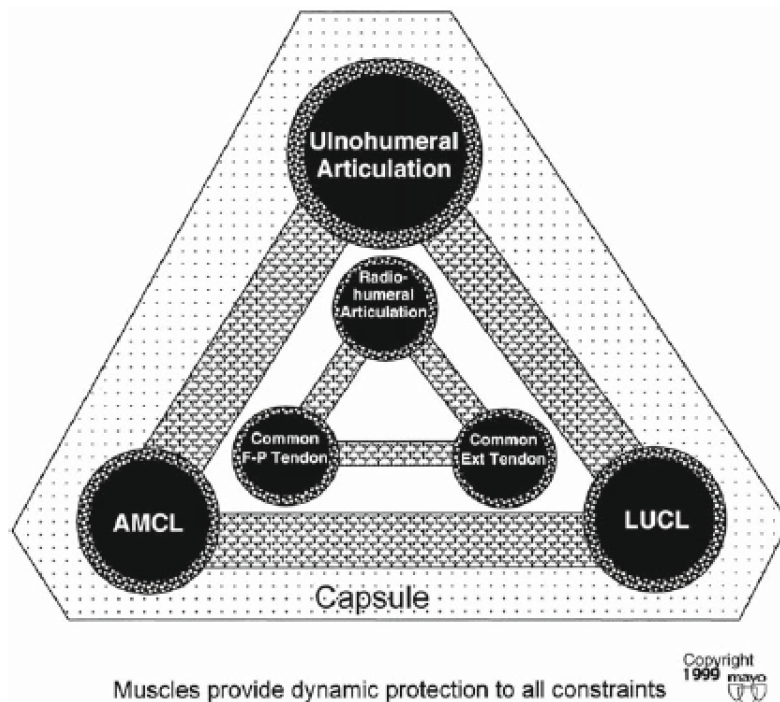 Ulnohumeral
Articulation
Radio-
humeral
Articulation
Common
F-P Tendon
Common
Ext Tendon
AMCL
LUCL
Capsule
Muscles provide dynamic protection to all constraints
Copyright
1999 mayo